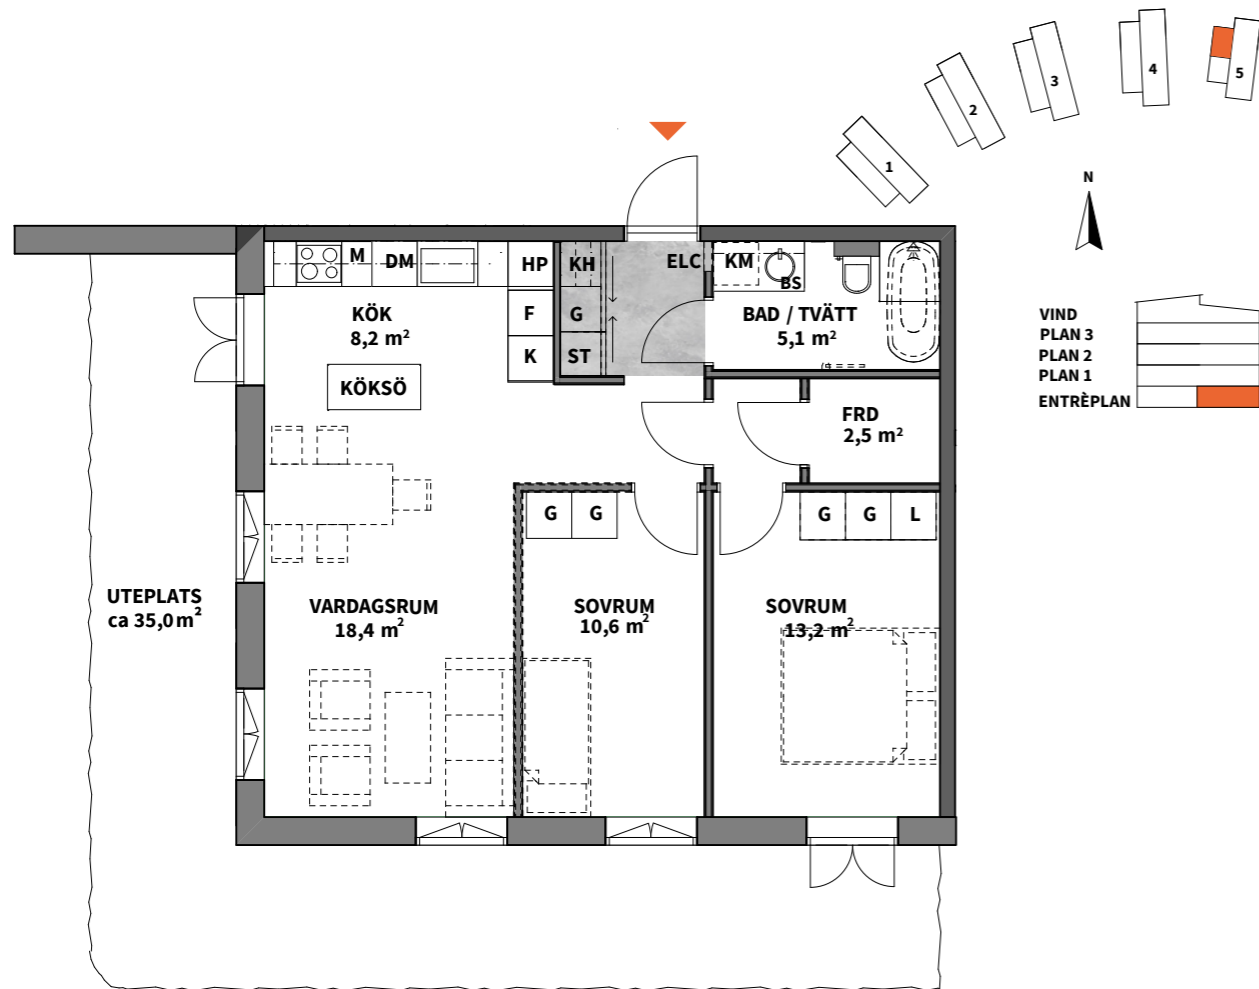 4
5
3
2
1
N
M
DM
HP
KH
ELC
KM
BS
F
G
K
ST
KÖK
8,2 m²
BAD / TVÄTT
5,1 m²
VIND
PLAN 3
PLAN 2
PLAN 1
ENTRÈPLAN
KÖKSÖ
FRD
2,5 m²
G G
G G L
UTEPLATS
ca 35,0 m²
VARDAGSRUM
18,4 m²
SOVRUM
10,6 m²
SOVRUM
13,2 m²